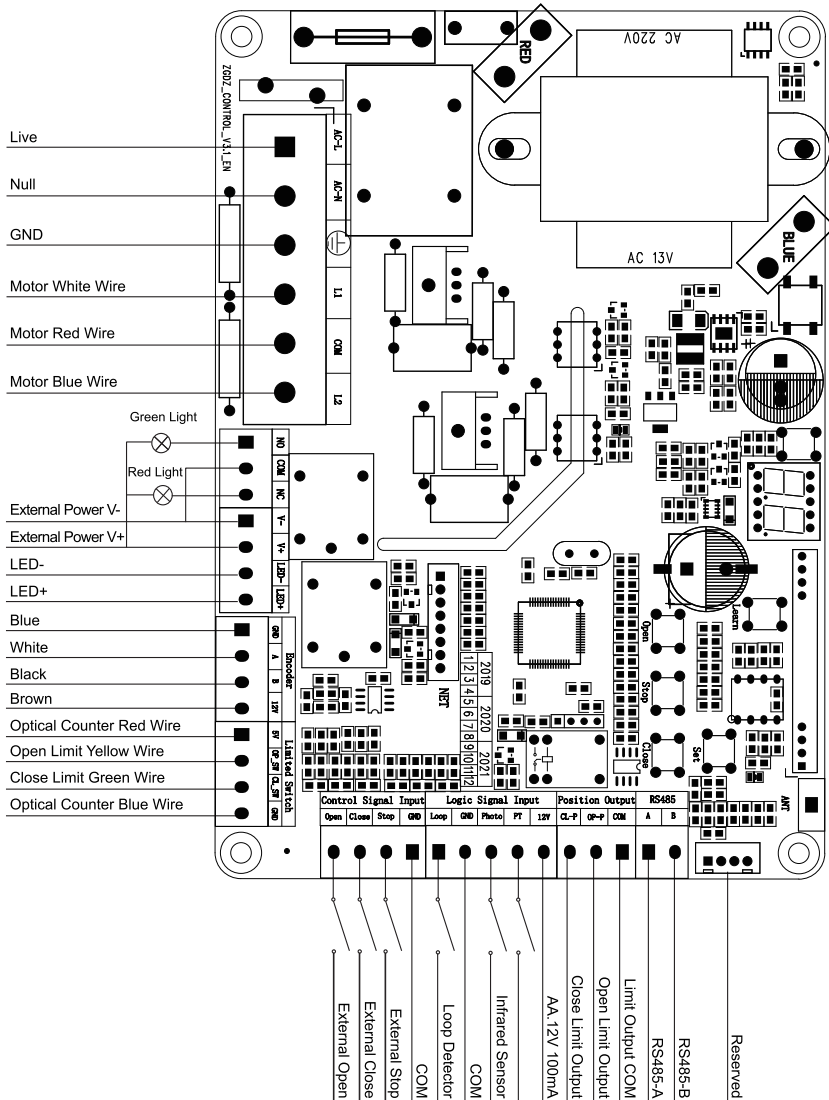 ZGDZ_CONTROL_V3.1_EN
RED
AC 220V
AC 13V
BLUE
Live
Null
GND
Motor White Wire
Motor Red Wire
Motor Blue Wire
AC-L
AC-N
L1
COM
L2
Green Light
Red Light
External Power V-
External Power V+
LED-
LED+
NO
COM
NC
V-
V+
LED-
LED+
Blue
White
Black
Brown
GND
A
B
12V
Encoder
Optical Counter Red Wire
Open Limit Yellow Wire
Close Limit Green Wire
Optical Counter Blue Wire
5V
OP_SW
CL_SW
GND
Limited Switch
NET
1 2 3 4 5 6 7 8 9 10 11 12
2019 2020 2021
Open
Stop
Close
Learn
Set
ANT
Control Signal Input
Logic Signal Input
Position Output
RS485
Open Close Stop GND
Loop GND Photo PT 12V
CL-P OP-P COM
A B
External Open
External Close
External Stop
COM
Loop Detector
COM
Infrared Sensor
AA.12V 100mA
Close Limit Output
Open Limit Output
Limit Output COM
RS485-A
RS485-B
Reserved